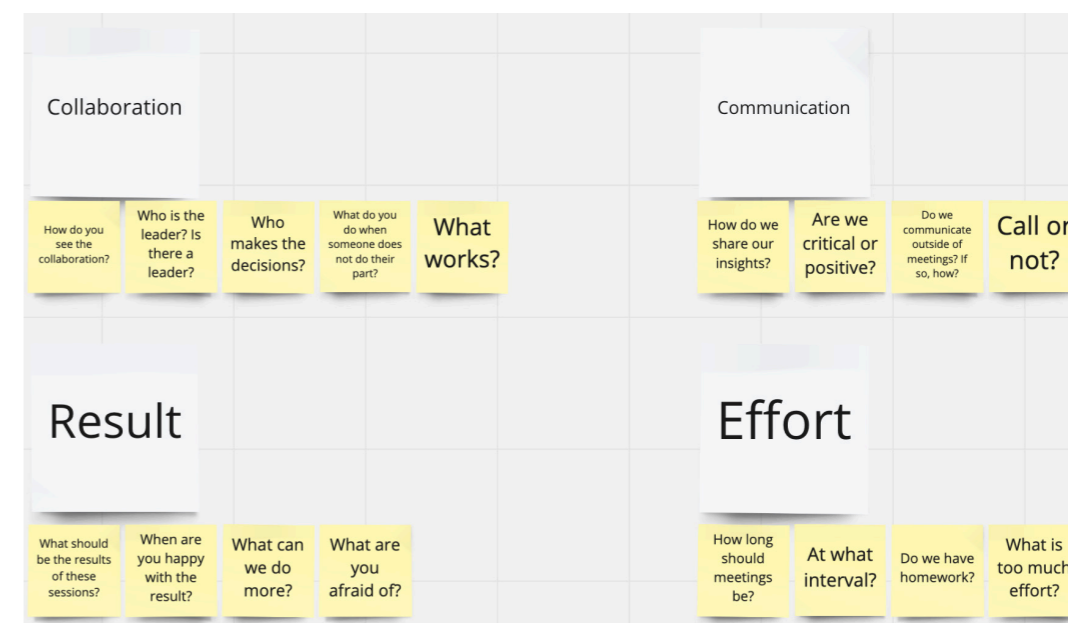 Collaboration
How do you
see the
collaboration?
Who is the
leader? Is
there a
leader?
Who
makes the
decisions?
What do you
do when
someone does
not do their
part?
What
works?
Communication
How do we
share our
insights?
Are we
critical or
positive?
Do we
communicate
outside of
meetings? If
so, how?
Call or
not?
Result
What should
be the results
of these
sessions?
When are
you happy
with the
result?
What can
we do
more?
What are
you
afraid of?
Effort
How long
should
meetings
be?
At what
interval?
Do we have
homework?
What is
too much
effort?